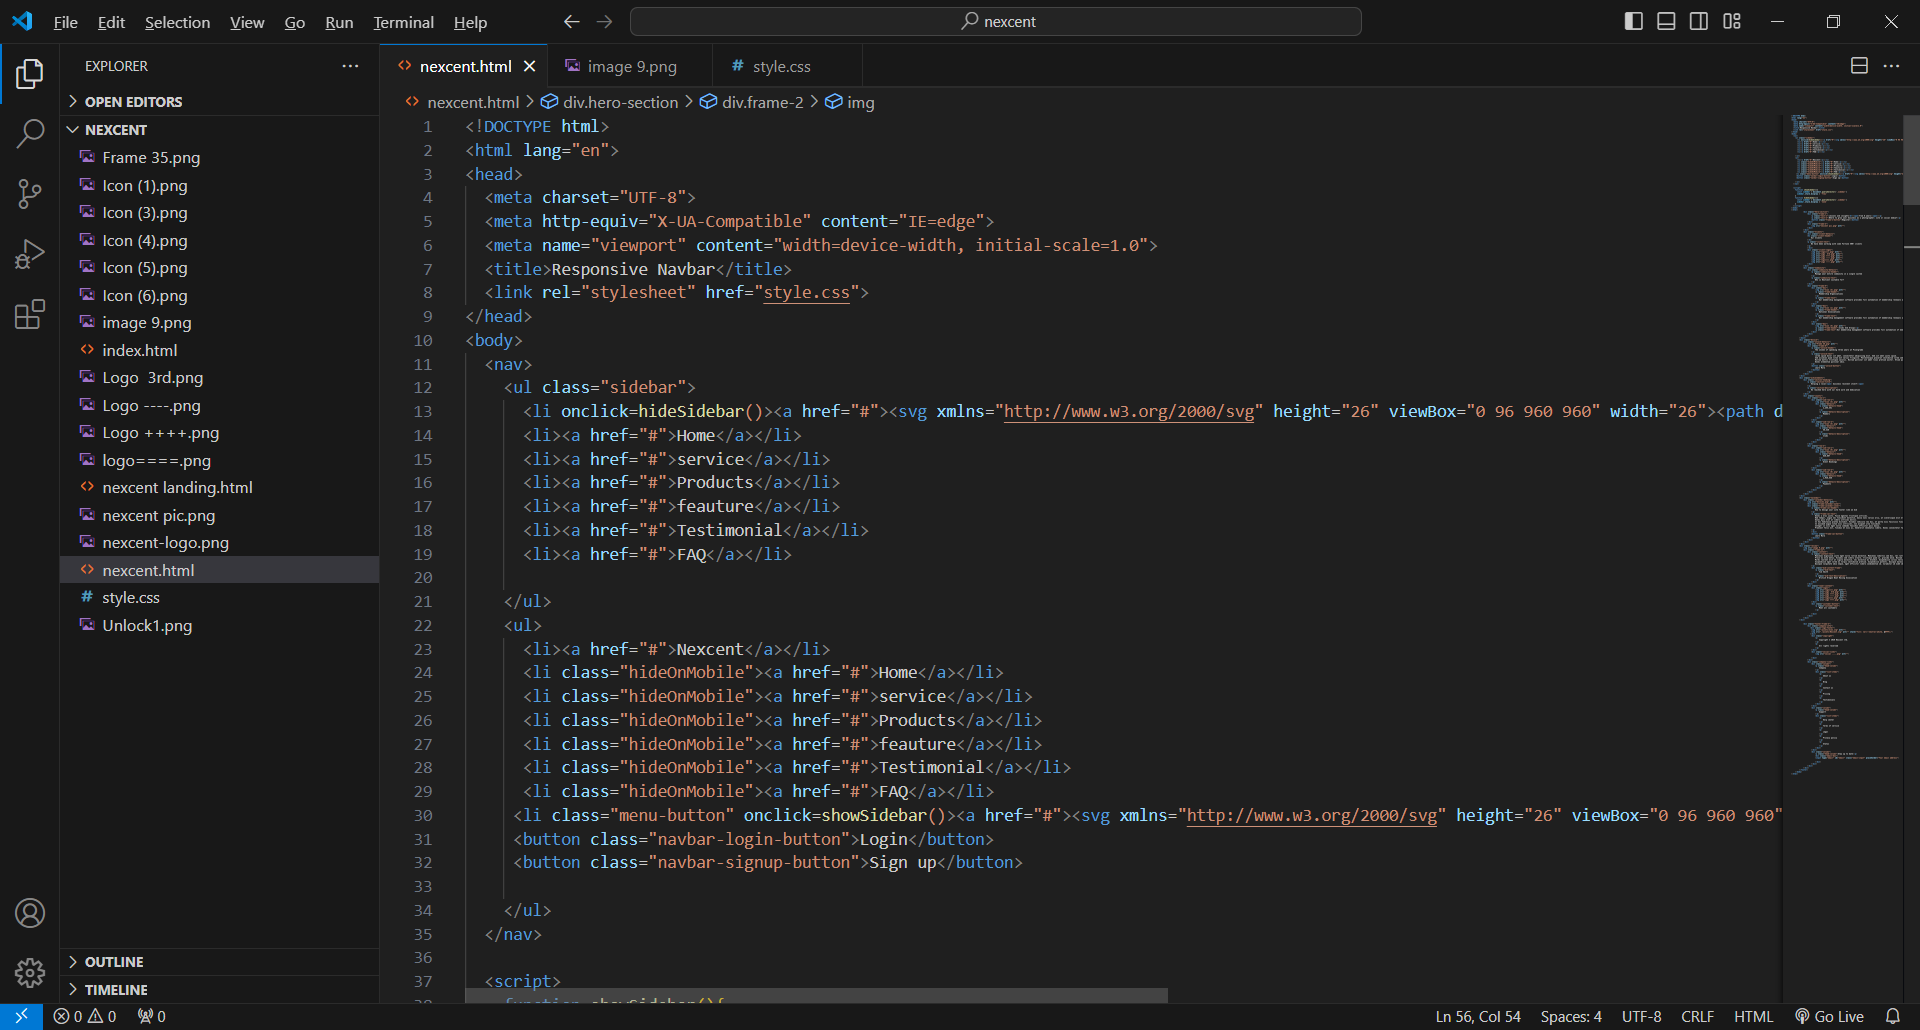 File Edit Selection View Go Run Terminal Help
nexcent
EXPLORER
OPEN EDITORS
NEXCENT
Frame 35.png
Icon (1).png
Icon (3).png
Icon (4).png
Icon (5).png
Icon (6).png
image 9.png
index.html
Logo  3rd.png
Logo ----.png
Logo ++++.png
logo====.png
nexcent landing.html
nexcent pic.png
nexcent-logo.png
nexcent.html
style.css
Unlock1.png
OUTLINE
TIMELINE
nexcent.html image 9.png style.css
nexcent.html > div.hero-section > div.frame-2 > img
1 <!DOCTYPE html>
2 <html lang="en">
3 <head>
4 <meta charset="UTF-8">
5 <meta http-equiv="X-UA-Compatible" content="IE=edge">
6 <meta name="viewport" content="width=device-width, initial-scale=1.0">
7 <title>Responsive Navbar</title>
8 <link rel="stylesheet" href="style.css">
9 </head>
10 <body>
11 <nav>
12 <ul class="sidebar">
13 <li onclick=hideSidebar()><a href="#"><svg xmlns="http://www.w3.org/2000/svg" height="26" viewBox="0 96 960 960" width="26"><path d
14 <li><a href="#">Home</a></li>
15 <li><a href="#">service</a></li>
16 <li><a href="#">Products</a></li>
17 <li><a href="#">feauture</a></li>
18 <li><a href="#">Testimonial</a></li>
19 <li><a href="#">FAQ</a></li>
20
21 </ul>
22 <ul>
23 <li><a href="#">Nexcent</a></li>
24 <li class="hideOnMobile"><a href="#">Home</a></li>
25 <li class="hideOnMobile"><a href="#">service</a></li>
26 <li class="hideOnMobile"><a href="#">Products</a></li>
27 <li class="hideOnMobile"><a href="#">feauture</a></li>
28 <li class="hideOnMobile"><a href="#">Testimonial</a></li>
29 <li class="hideOnMobile"><a href="#">FAQ</a></li>
30 <li class="menu-button" onclick=showSidebar()><a href="#"><svg xmlns="http://www.w3.org/2000/svg" height="26" viewBox="0 96 960 960"
31 <button class="navbar-login-button">Login</button>
32 <button class="navbar-signup-button">Sign up</button>
33
34 </ul>
35 </nav>
36
37 <script>
38 function showSidebar(){
0 0 0 Ln 56, Col 54 Spaces: 4 UTF-8 CRLF HTML Go Live